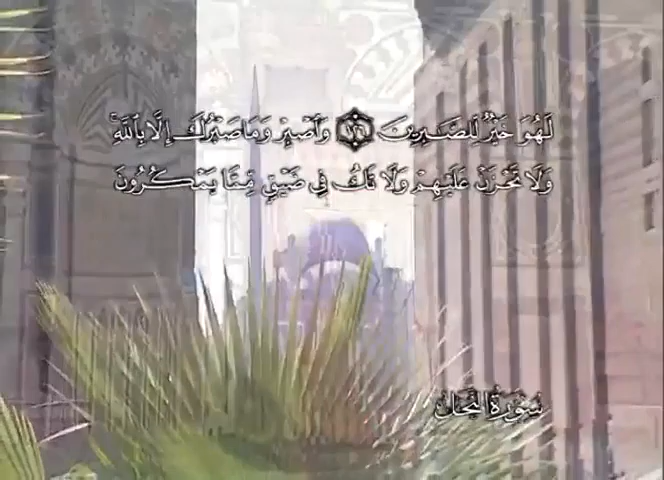 لَهُوَ خَيْرٌ لِّلصَّـٰبِرِينَ ١٢٦ وَٱصْبِرْ وَمَا صَبْرُكَ إِلَّا بِٱللَّهِ ۚ
وَلَا تَحْزَنْ عَلَيْهِمْ وَلَا تَكُ فِى ضَيْقٍ مِّمَّا يَمْكُرُونَ
سُورَةُ النَّحْلِ